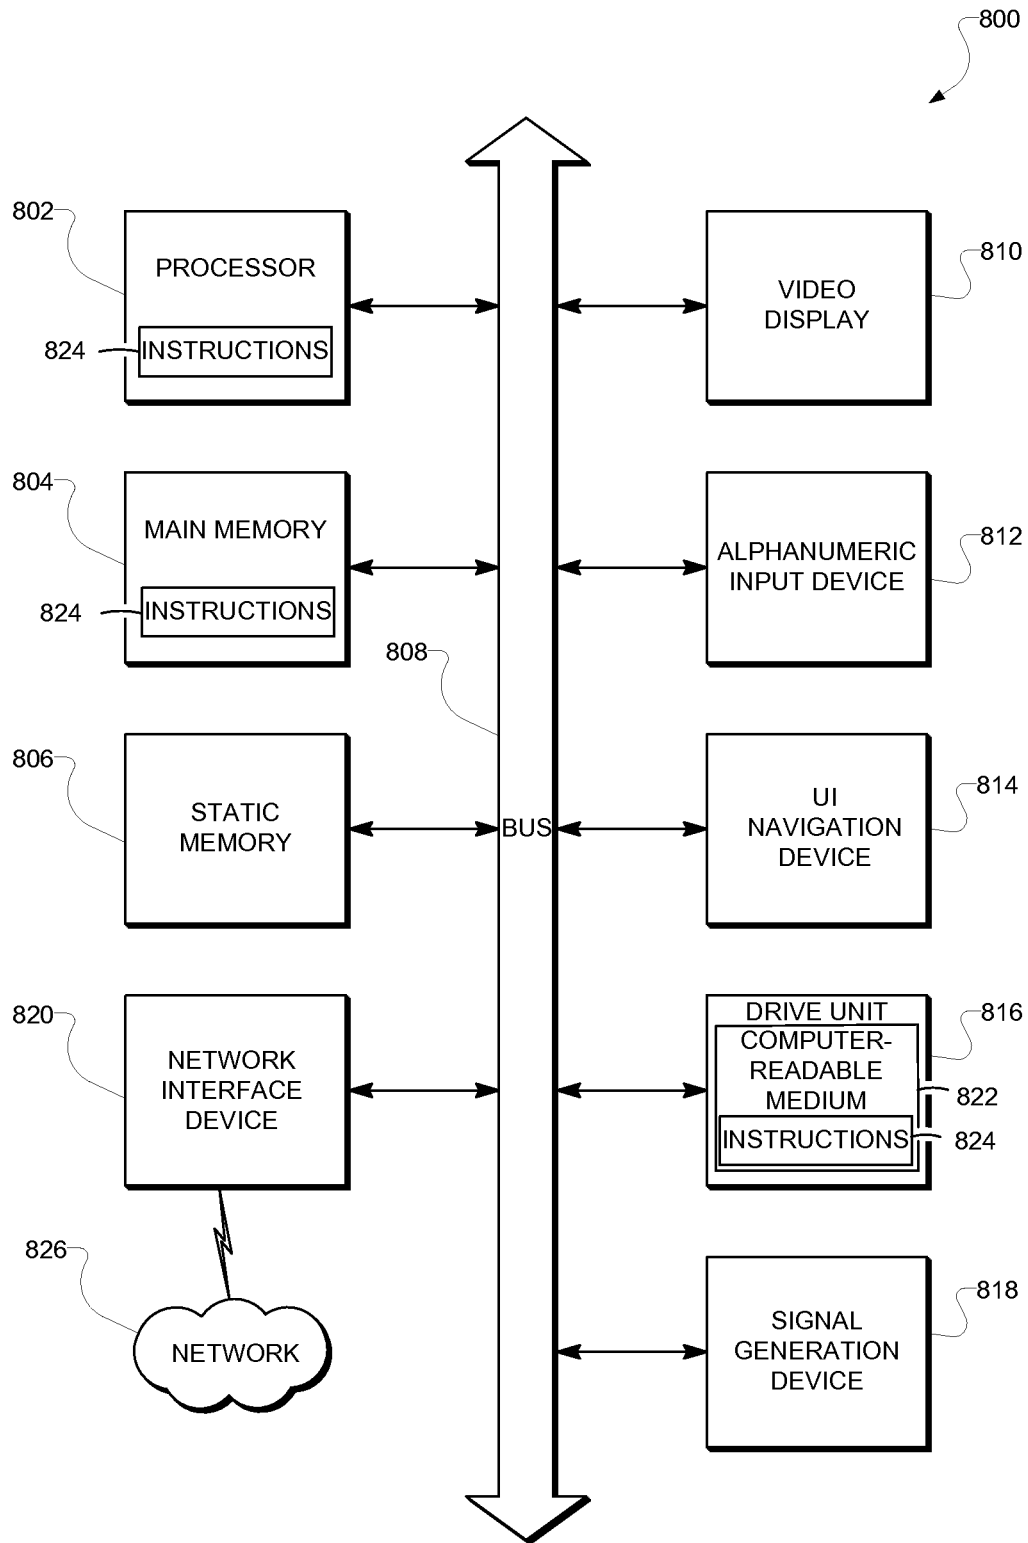 800
802
PROCESSOR
824
INSTRUCTIONS
810
VIDEO
DISPLAY
804
MAIN MEMORY
824
INSTRUCTIONS
812
ALPHANUMERIC
INPUT DEVICE
808
806
STATIC
MEMORY
BUS
814
UI
NAVIGATION
DEVICE
820
NETWORK
INTERFACE
DEVICE
816
DRIVE UNIT
COMPUTER-
READABLE
MEDIUM
822
INSTRUCTIONS
824
826
NETWORK
818
SIGNAL
GENERATION
DEVICE